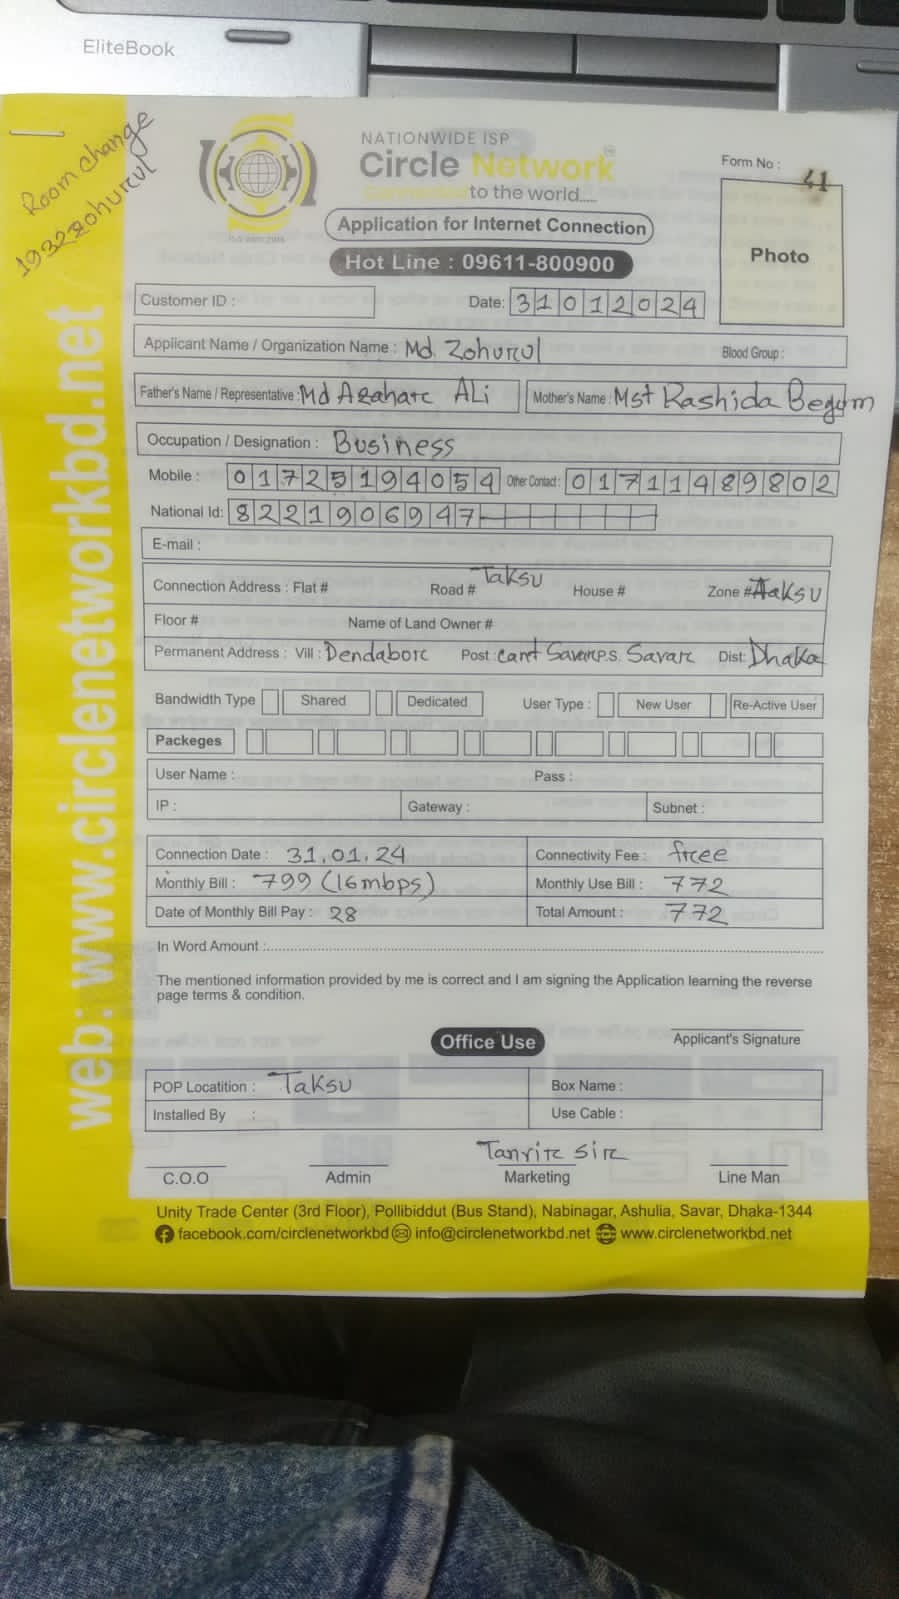 EliteBook
Room change
1932zohurul
NATIONWIDE ISP
Circle Network™
Connected to the world.....
Application for Internet Connection
Hot Line : 09611-800900
Form No : 41
Photo
Customer ID :
Date: 31012024
Applicant Name / Organization Name : Md. Zohurul Blood Group :
Father's Name / Representative : Md Azahar ALi Mother's Name : Mst Rashida Begom
Occupation / Designation : Business
Mobile : 01725194054 Other Contact : 01711489802
National Id: 8221906947
E-mail :
Connection Address : Flat # Road # Taksu House # Zone # Taksu
Floor # Name of Land Owner #
Permanent Address : Vill : Dendabor Post : cant Savar P.S. Savar Dist: Dhaka
Bandwidth Type Shared Dedicated User Type : New User Re-Active User
Packeges
User Name : Pass :
IP : Gateway : Subnet :
Connection Date : 31.01.24 Connectivity Fee : free
Monthly Bill : 799 (16mbps) Monthly Use Bill : 772
Date of Monthly Bill Pay : 28 Total Amount : 772
In Word Amount :
The mentioned information provided by me is correct and I am signing the Application learning the reverse
page terms & condition.
Applicant's Signature
Office Use
POP Locatition : Taksu Box Name :
Installed By : Use Cable :
Tanvir Sir
C.O.O Admin Marketing Line Man
Unity Trade Center (3rd Floor), Pollibiddut (Bus Stand), Nabinagar, Ashulia, Savar, Dhaka-1344
facebook.com/circlenetworkbd info@circlenetworkbd.net www.circlenetworkbd.net
web: www.circlenetworkbd.net